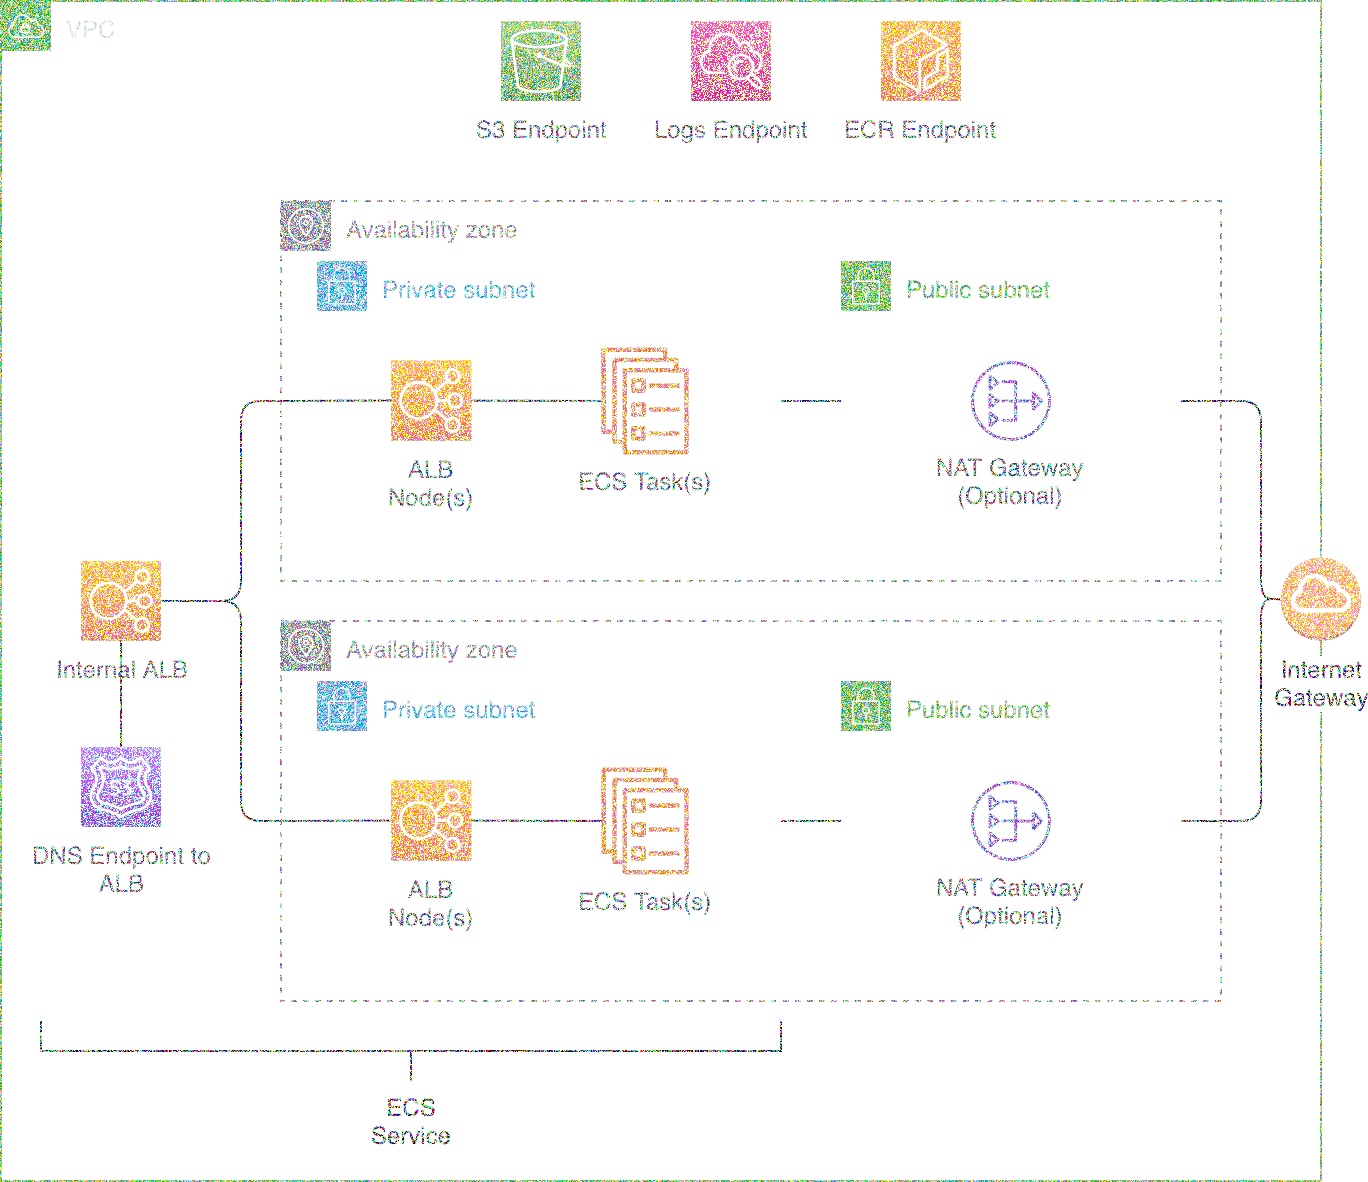 VPC
S3 Endpoint
Logs Endpoint
ECR Endpoint
Availability zone
Private subnet
Public subnet
ALB
Node(s)
ECS Task(s)
NAT Gateway
(Optional)
Internal ALB
DNS Endpoint to
ALB
Availability zone
Private subnet
Public subnet
ALB
Node(s)
ECS Task(s)
NAT Gateway
(Optional)
Internet
Gateway
ECS
Service